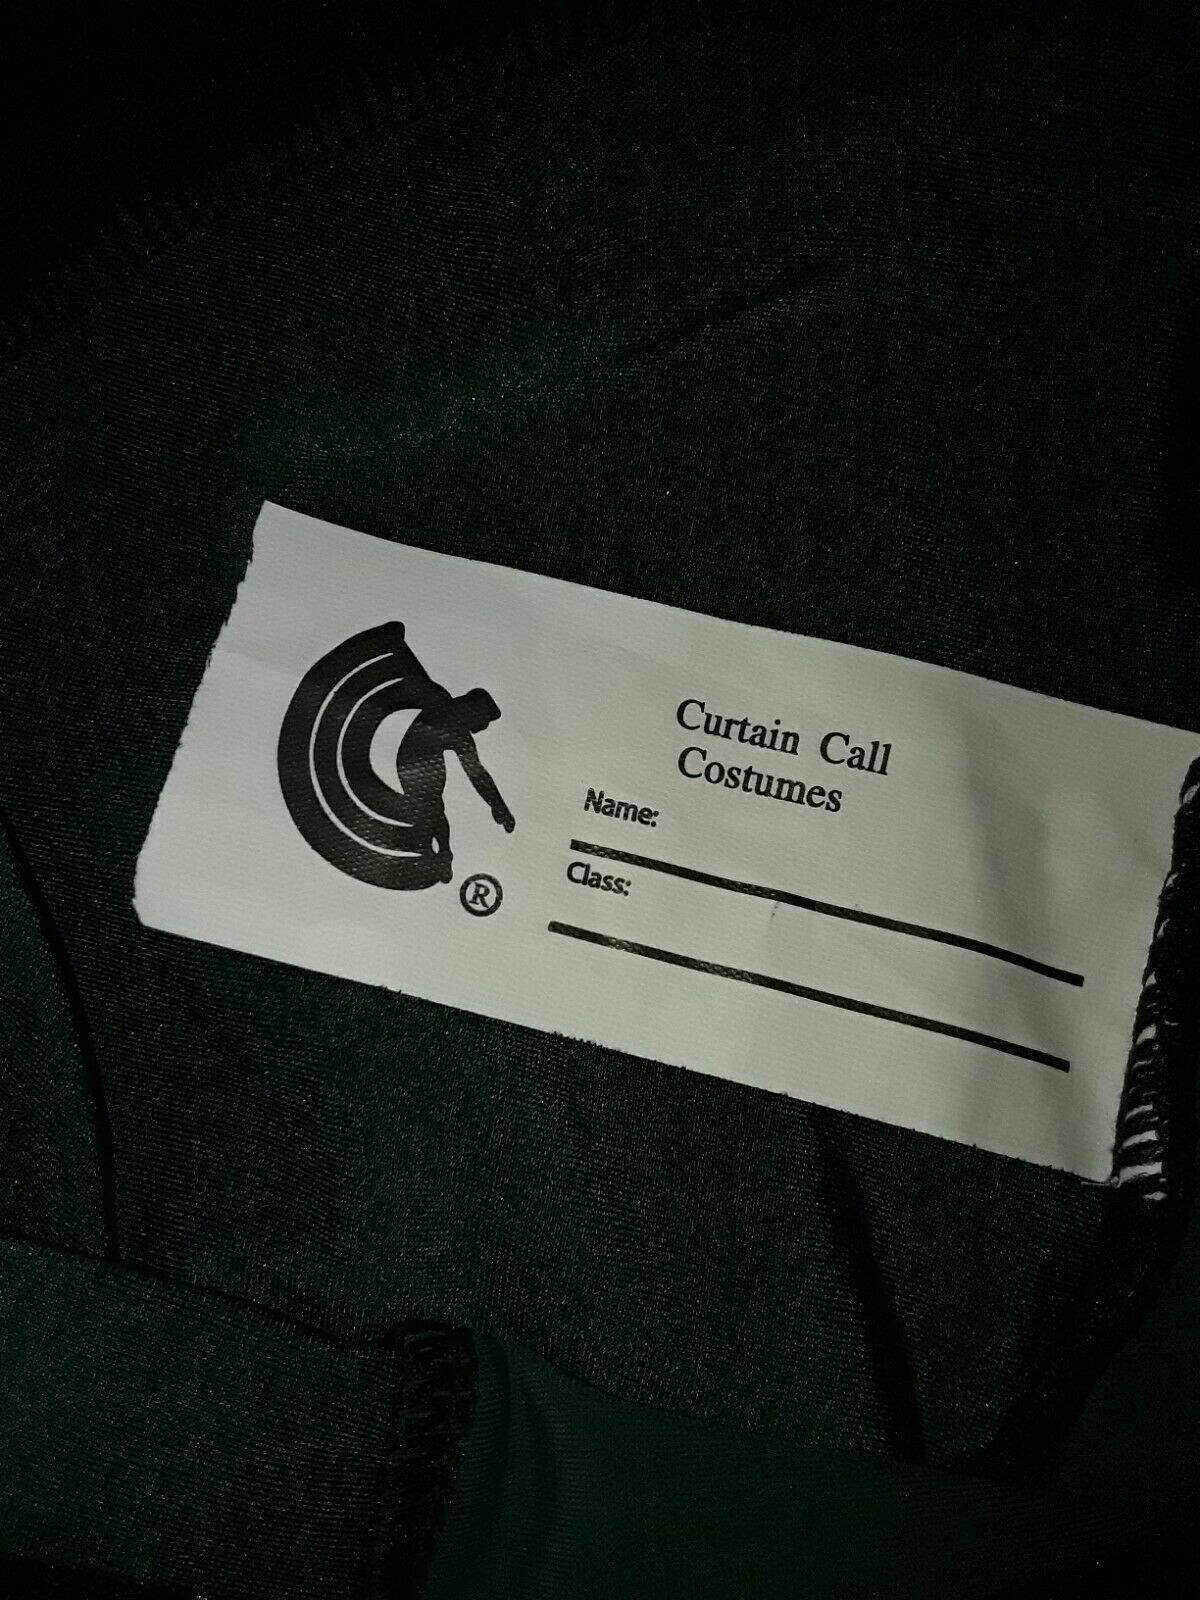 Curtain Call
Costumes
Name:
Class:
®